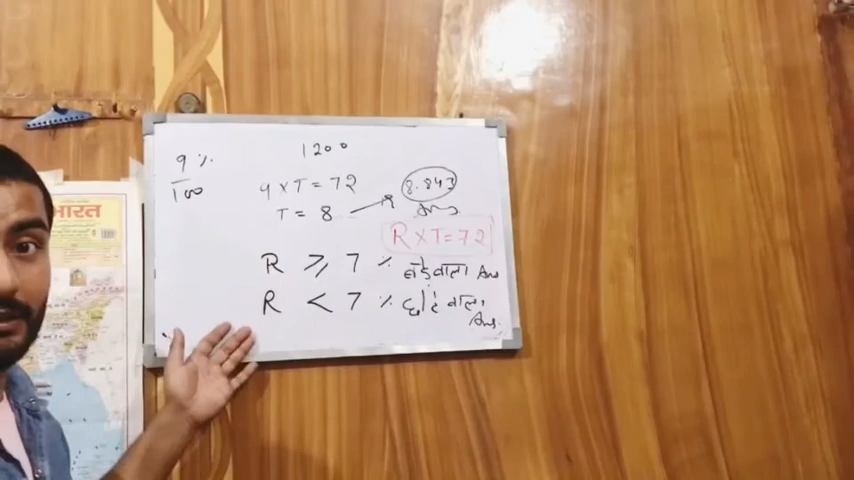 1200
9 %
100
9 x T = 72
8.843
T = 8
Ans
R x T = 72
R ⩾ 7 % बड़ेवाला Ans
R < 7 % छोटे वाला
Ans.
भारत